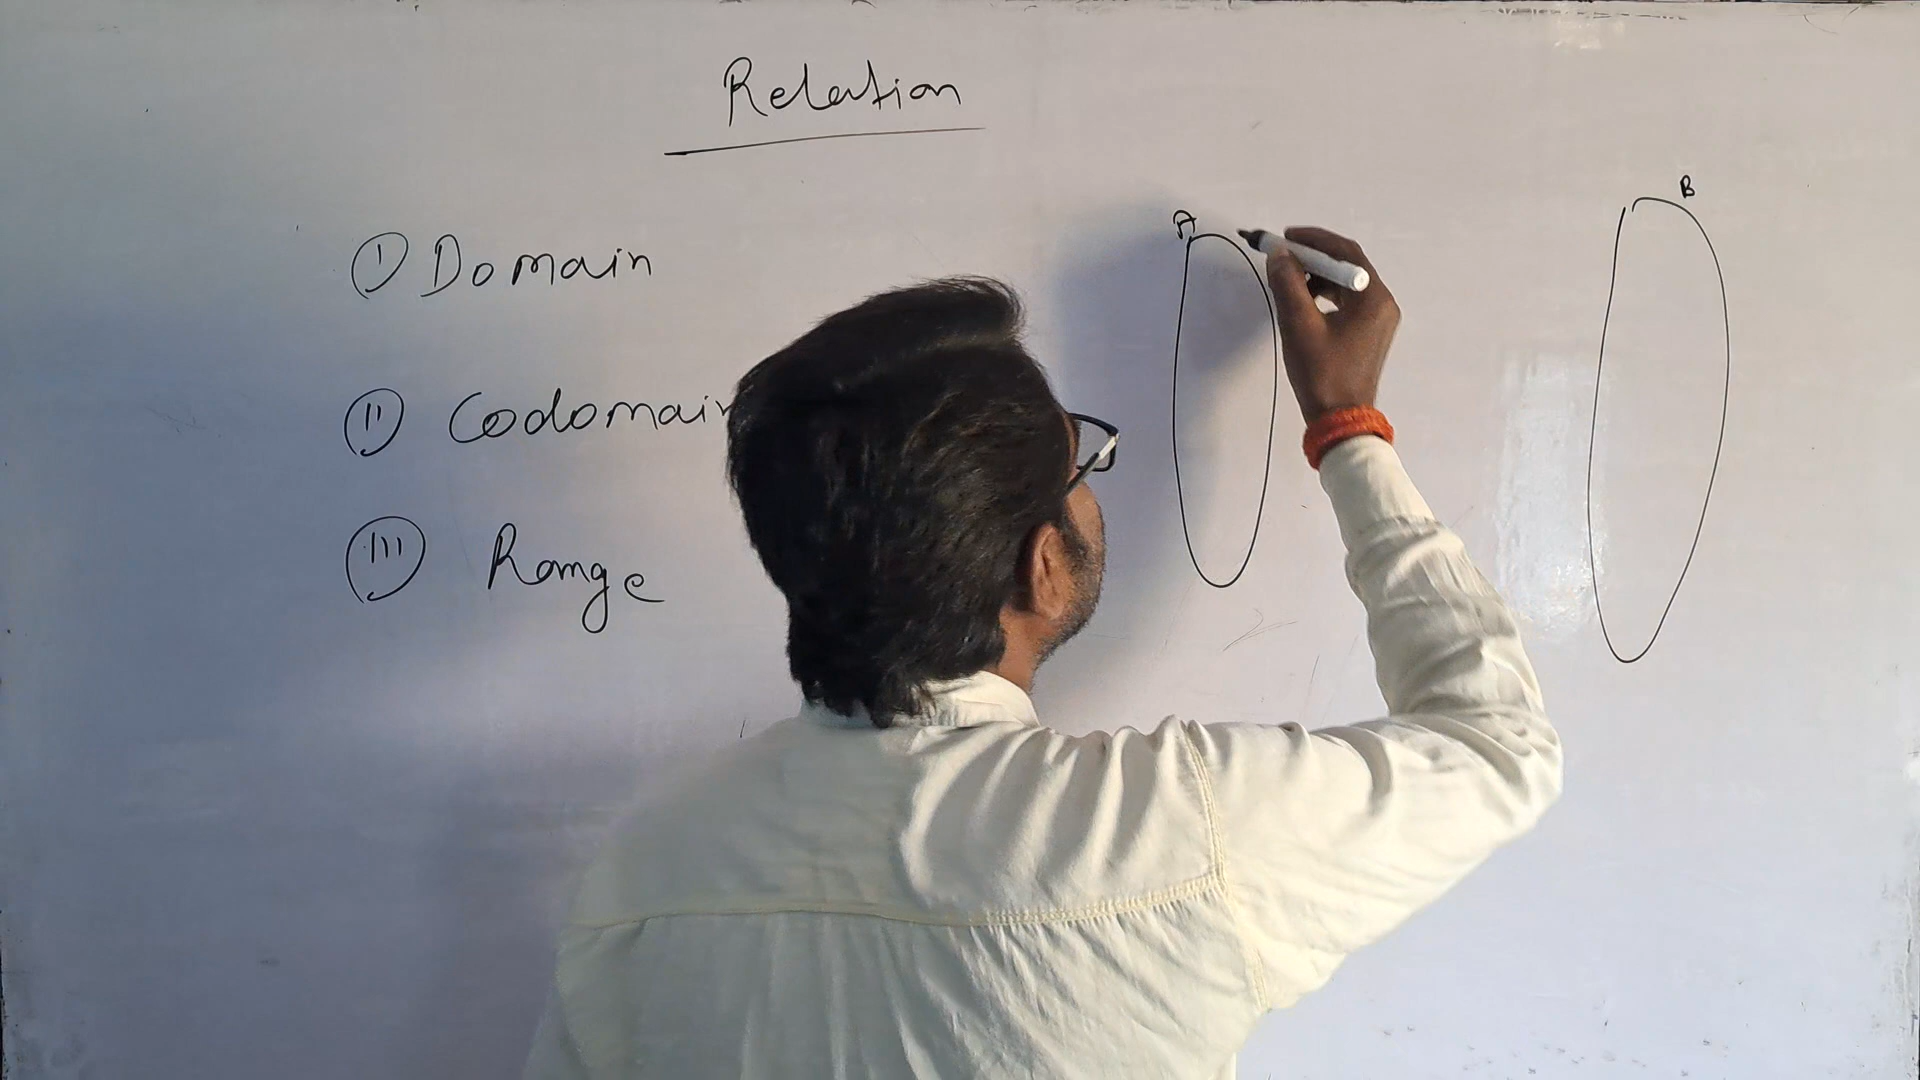 Relation
(I) Domain
(II) Codomain
(III) Range
A
B